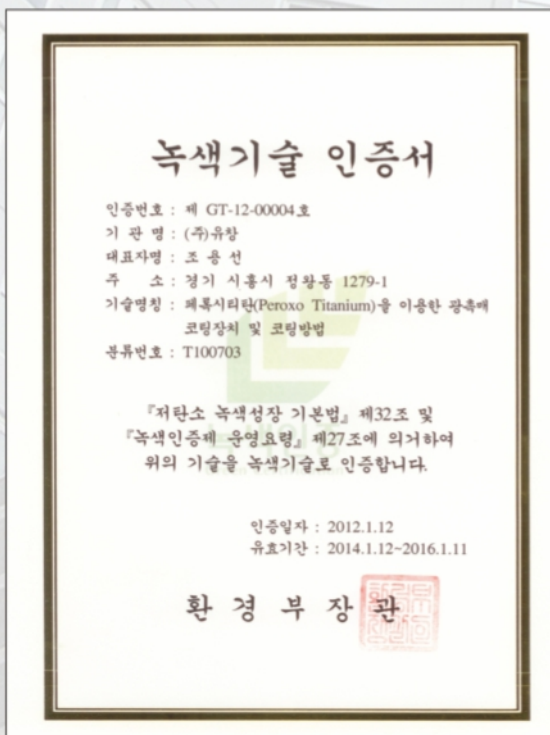 녹색기술 인증서
인증번호 : 제 GT-12-00004호
기 관 명 : (주)유창
대표자명 : 조 용 선
주 소 : 경기 시흥시 정왕동 1279-1
기술명칭 : 페록시티탄(Peroxo Titanium)을 이용한 광촉매
코팅장치 및 코팅방법
분류번호 : T100703
『저탄소 녹색성장 기본법』 제32조 및
『녹색인증제 운영요령』 제27조에 의거하여
위의 기술을 녹색기술로 인증합니다.
인증일자 : 2012.1.12
유효기간 : 2014.1.12~2016.1.11
환 경 부 장 관